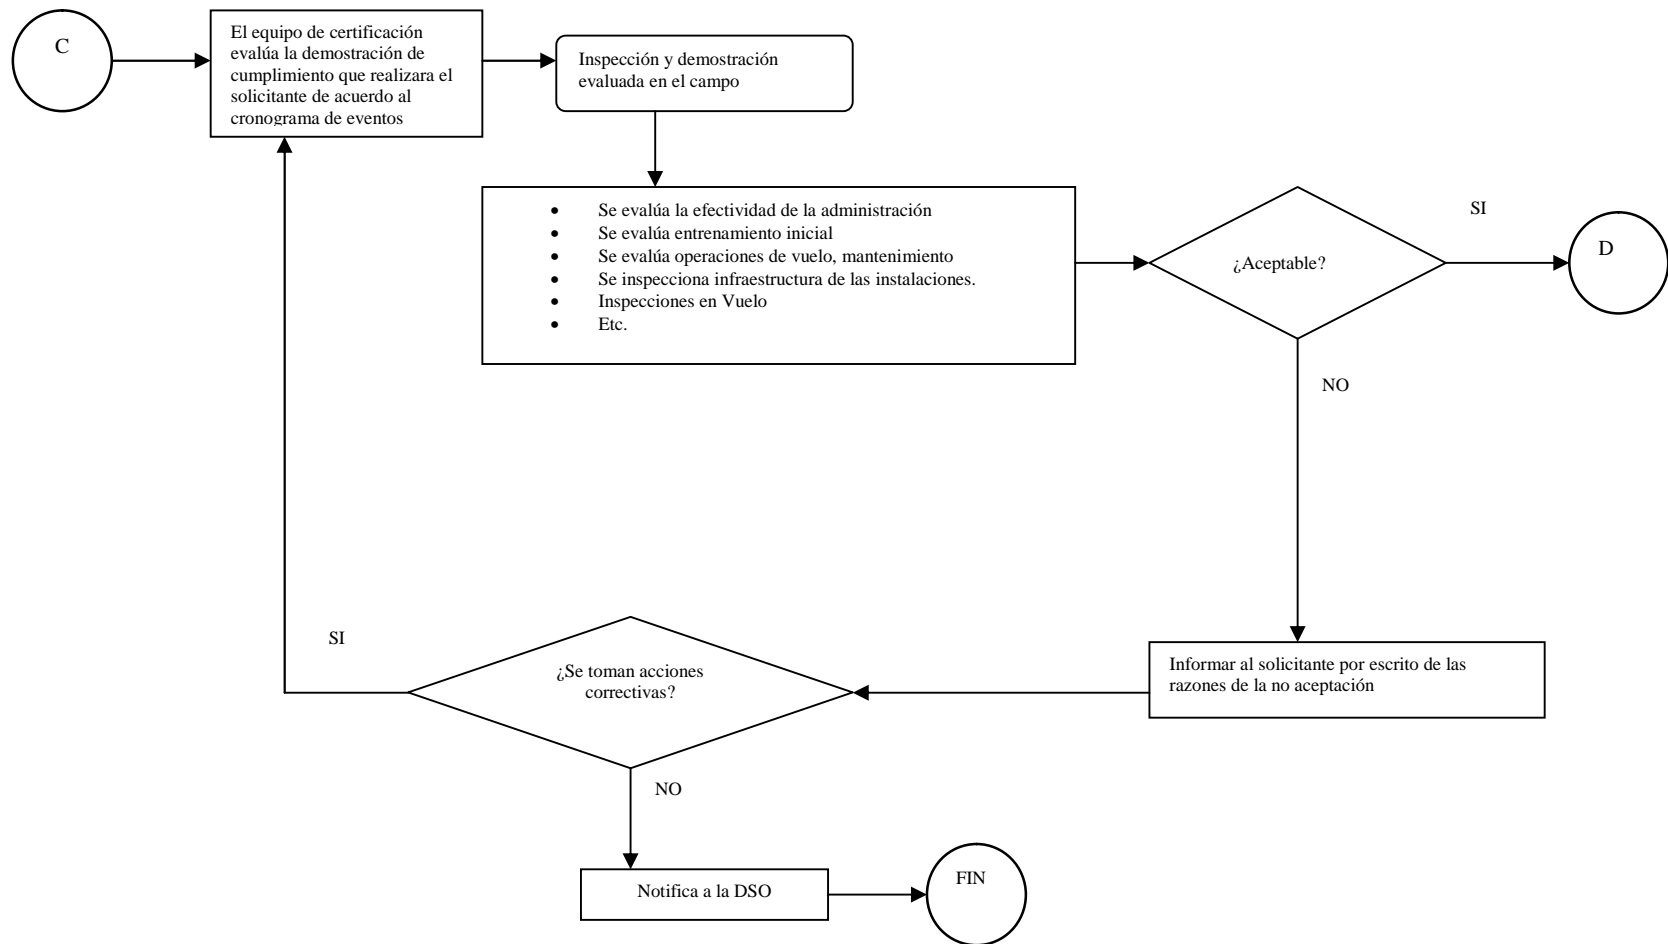 C
El equipo de certificación
evalúa la demostración de
cumplimiento que realizara el
solicitante de acuerdo al
cronograma de eventos
Inspección y demostración
evaluada en el campo
• Se evalúa la efectividad de la administración
• Se evalúa entrenamiento inicial
• Se evalúa operaciones de vuelo, mantenimiento
• Se inspecciona infraestructura de las instalaciones.
• Inspecciones en Vuelo
• Etc.
¿Aceptable?
SI
D
NO
Informar al solicitante por escrito de las
razones de la no aceptación
¿Se toman acciones
correctivas?
SI
NO
Notifica a la DSO
FIN